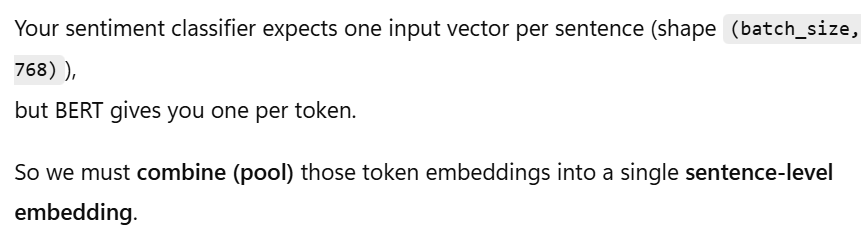 Your sentiment classifier expects one input vector per sentence (shape (batch_size,
768) ),
but BERT gives you one per token.
So we must combine (pool) those token embeddings into a single sentence-level
embedding.